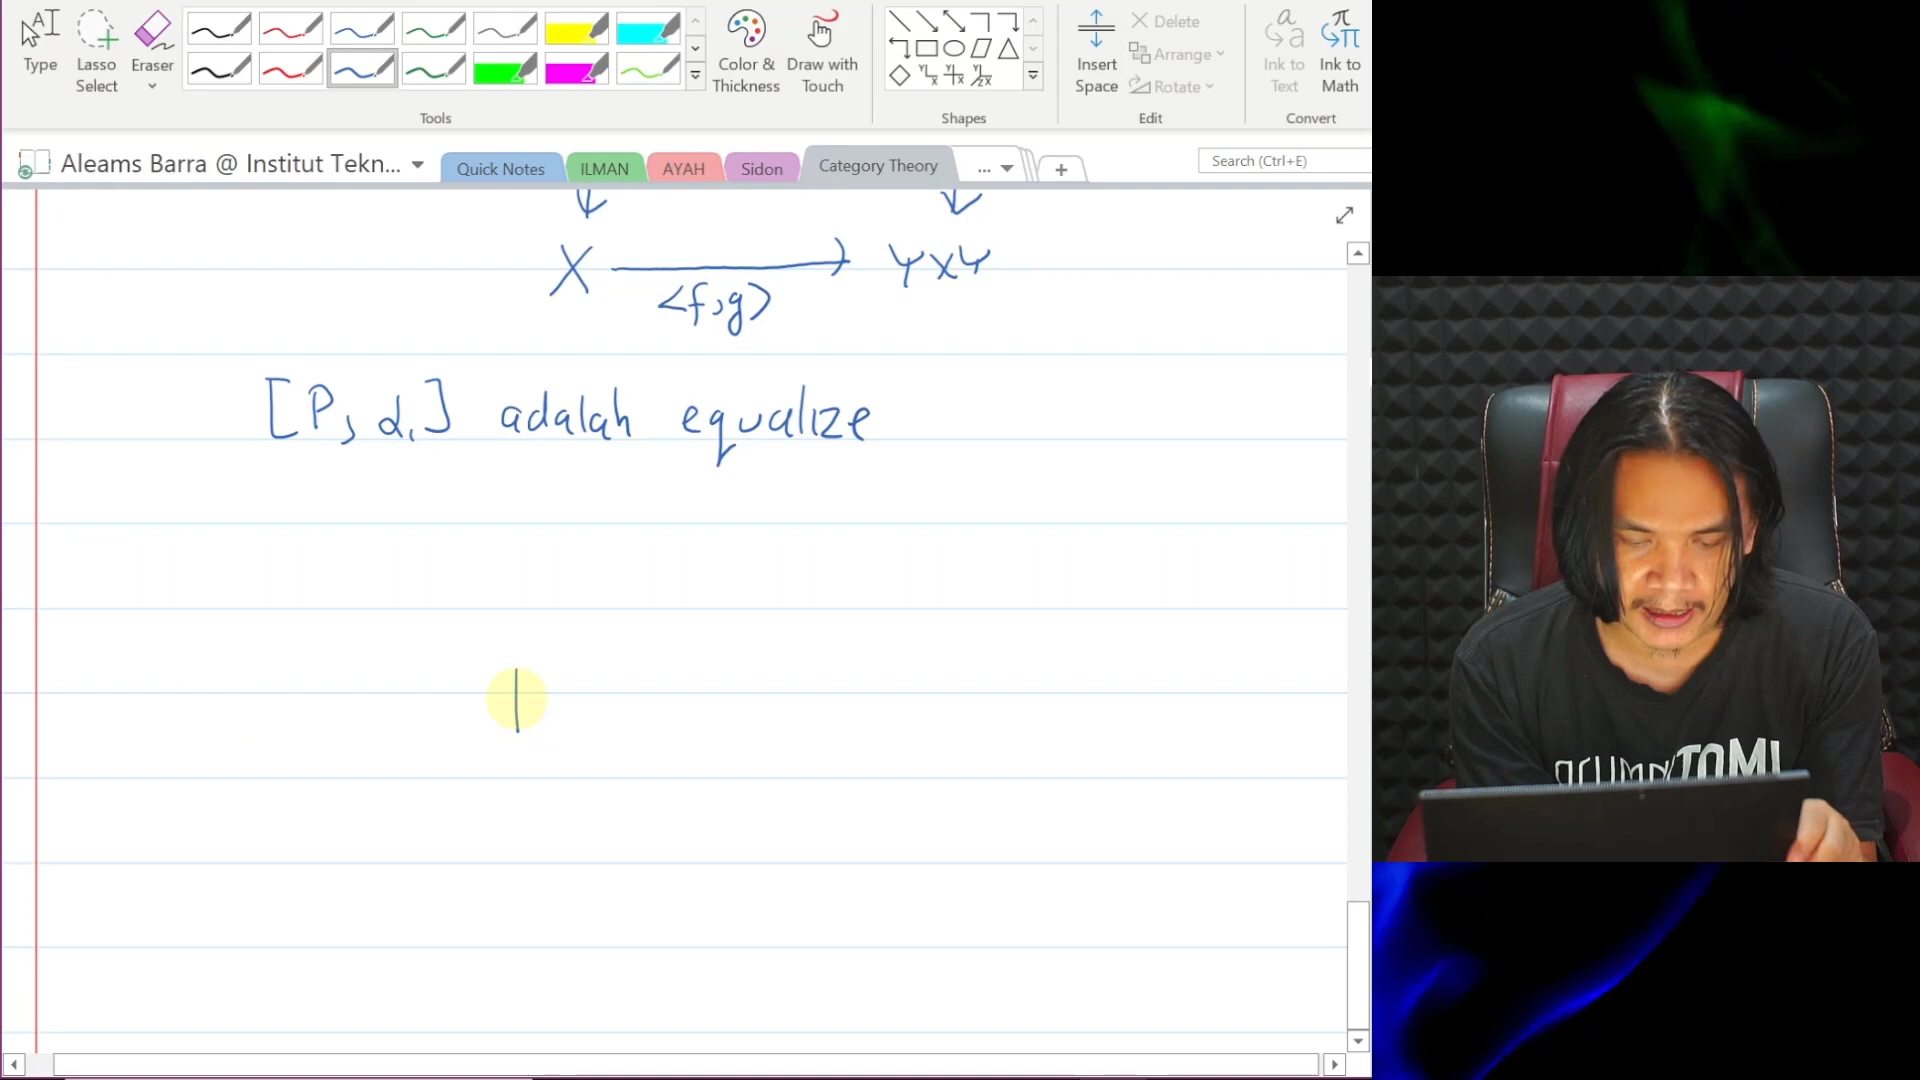 Type
Lasso Select
Eraser
Color & Thickness
Draw with Touch
Insert Space
Delete
Arrange
Rotate
Ink to Text
Ink to Math
Tools
Shapes
Edit
Convert
Aleams Barra @ Institut Tekn...
Quick Notes
ILMAN
AYAH
Sidon
Category Theory
...
+
Search (Ctrl+E)
X → Y×Y
<f,g>
[P, α₁] adalah equalize